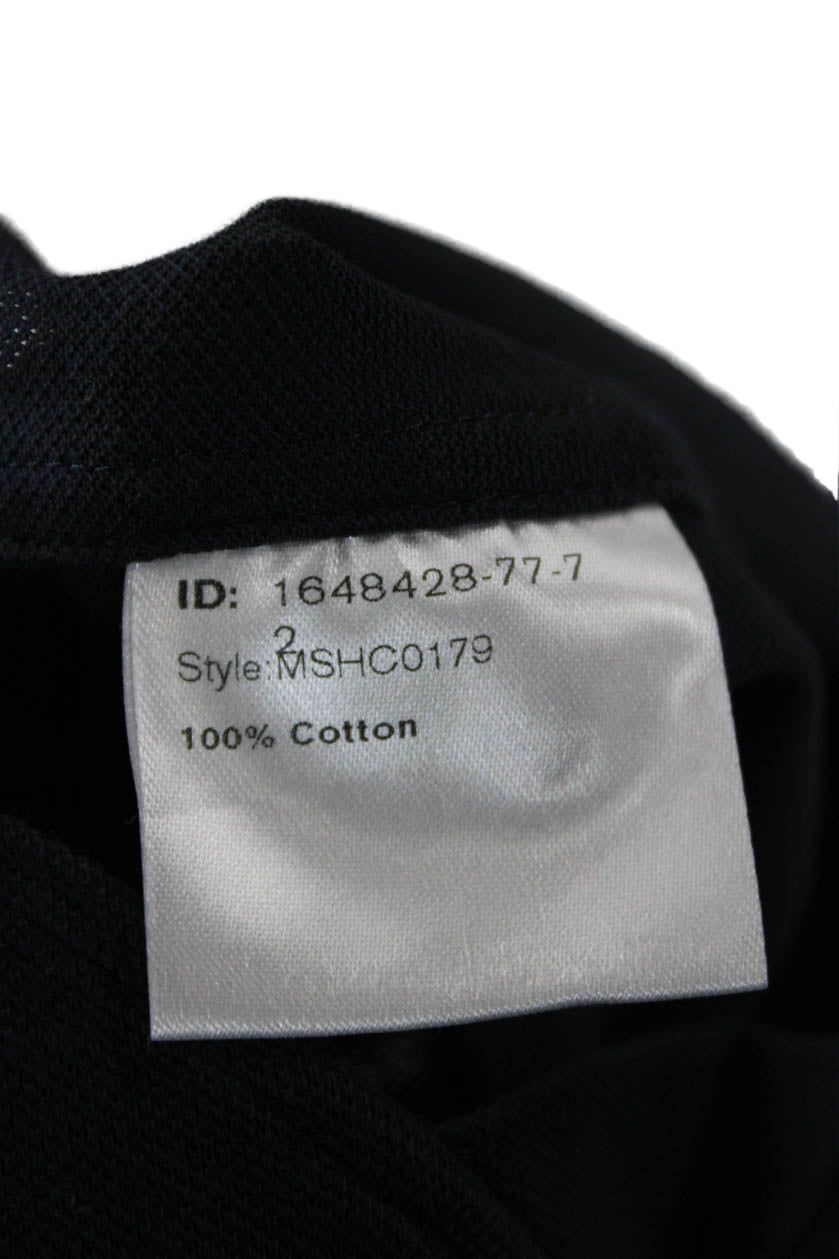 ID: 1648428-77-7
2
Style:MSHC0179
100% Cotton